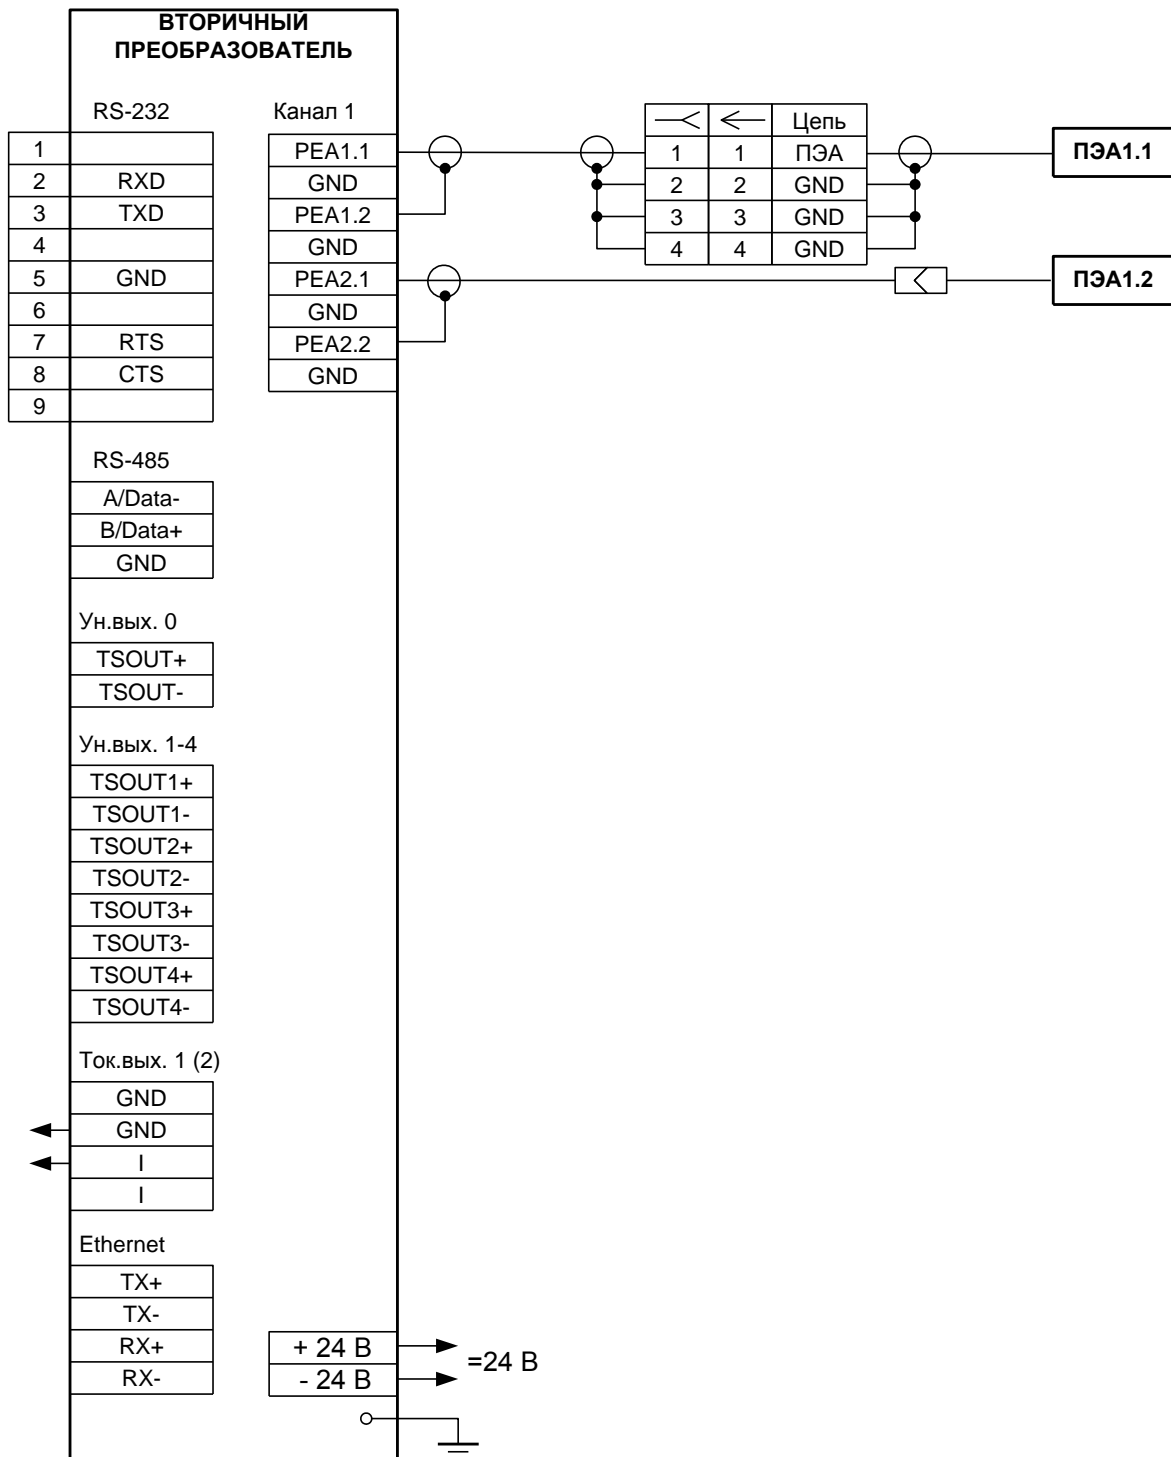 ВТОРИЧНЫЙ
ПРЕОБРАЗОВАТЕЛЬ
RS-232
1
2 RXD
3 TXD
4
5 GND
6
7 RTS
8 CTS
9
Канал 1
PEA1.1
GND
PEA1.2
GND
PEA2.1
GND
PEA2.2
GND
Цепь
1 1 ПЭА
2 2 GND
3 3 GND
4 4 GND
ПЭА1.1
ПЭА1.2
RS-485
A/Data-
B/Data+
GND
Ун.вых. 0
TSOUT+
TSOUT-
Ун.вых. 1-4
TSOUT1+
TSOUT1-
TSOUT2+
TSOUT2-
TSOUT3+
TSOUT3-
TSOUT4+
TSOUT4-
Ток.вых. 1 (2)
GND
GND
I
I
Ethernet
TX+
TX-
RX+
RX-
+ 24 В
- 24 В
=24 В